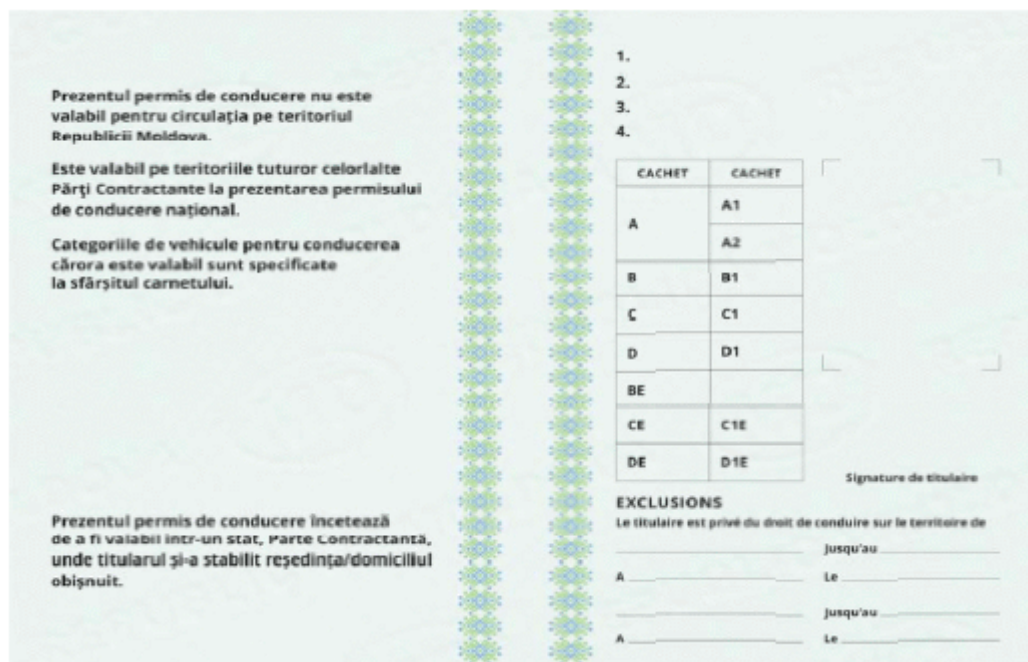 Prezentul permis de conducere nu este
valabil pentru circulația pe teritoriul
Republicii Moldova.
Este valabil pe teritoriile tuturor celorlalte
Părţi Contractante la prezentarea permisului
de conducere național.
Categoriile de vehicule pentru conducerea
cărora este valabil sunt specificate
la sfârșitul carnetului.
Prezentul permis de conducere încetează
de a fi valabil într-un stat, Parte Contractantă,
unde titularul și-a stabilit reședința/domiciliul
obișnuit.
1.
2.
3.
4.
CACHET CACHET
A A1
A2
B B1
C C1
D D1
BE
CE C1E
DE D1E
Signature de titulaire
EXCLUSIONS
Le titulaire est privé du droit de conduire sur le territoire de
Jusqu'au
A Le
Jusqu'au
A Le